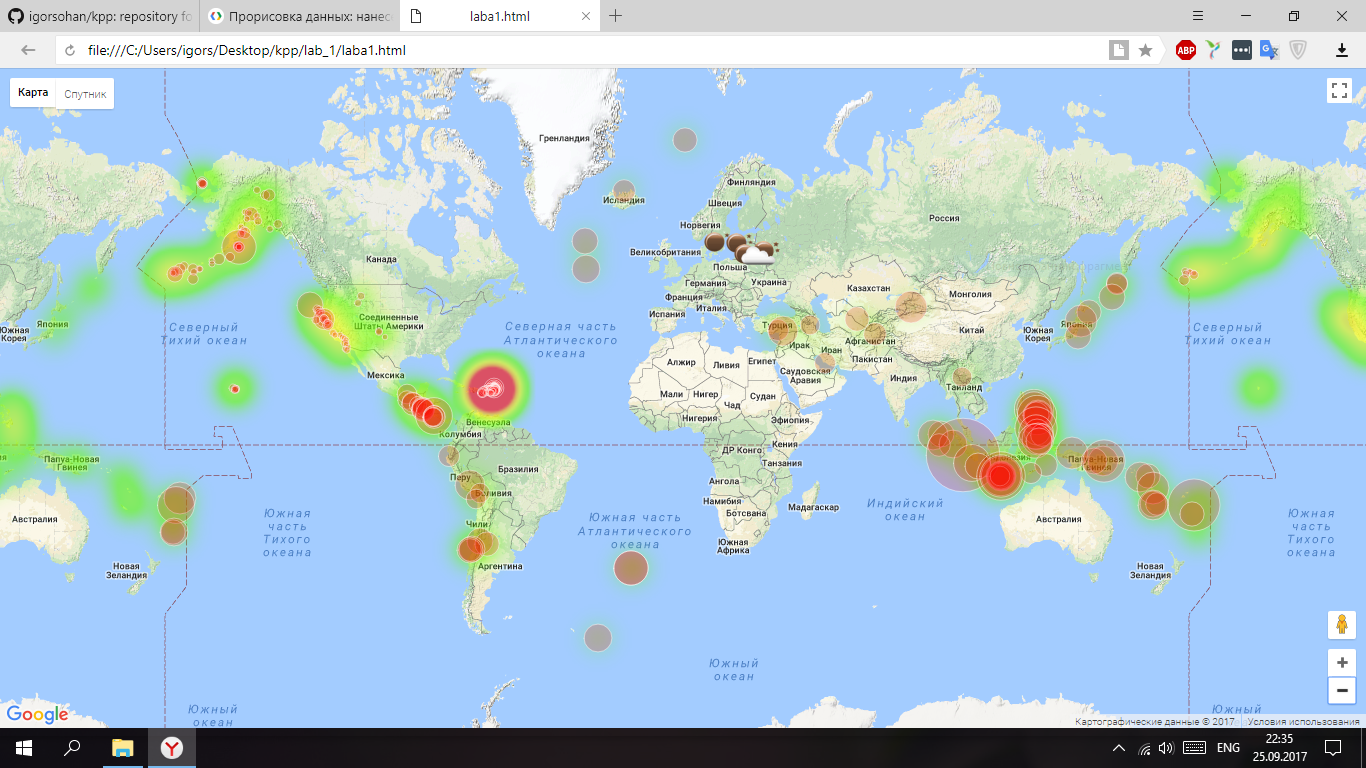 igorsohan/kpp: repository fo
Прорисовка данных: нанес
laba1.html
file:///C:/Users/igors/Desktop/kpp/lab_1/laba1.html
ABP
Карта
Спутник
Гренландия
Исландия
Финляндия
Швеция
Норвегия
Россия
Великобритания
Польша
Германия
Украина
Франция
Италия
Испания
Казахстан
Монголия
Канада
Соединенные
Штаты Америки
Мексика
Северный
Тихий океан
Япония
Южная
Корея
Северная часть
Атлантического
океана
Турция
Ирак
Иран
Афганистан
Пакистан
Китай
Южная
Корея
Япония
Северный
Тихий океан
Алжир
Ливия
Египет
Саудовская
Аравия
Индия
Таиланд
Мали
Нигер
Чад
Судан
Нигерия
Эфиопия
Венесуэла
Колумбия
ДР Конго
Кения
Танзания
Папуа-Новая
Гвинея
Папуа-Новая
Гвинея
Перу
Бразилия
Боливия
Ангола
Намибия
Ботсвана
Мадагаскар
Южная
Африка
Индийский
океан
Австралия
Австралия
Южная
часть
Тихого
океана
Чили
Аргентина
Южная часть
Атлантического
океана
Южная
часть
Тихого
океана
Новая
Зеландия
Новая
Зеландия
Южный
океан
Южный
океан
Южный
океан
Google
Картографические данные © 2017
Условия использования
ENG
22:35
25.09.2017